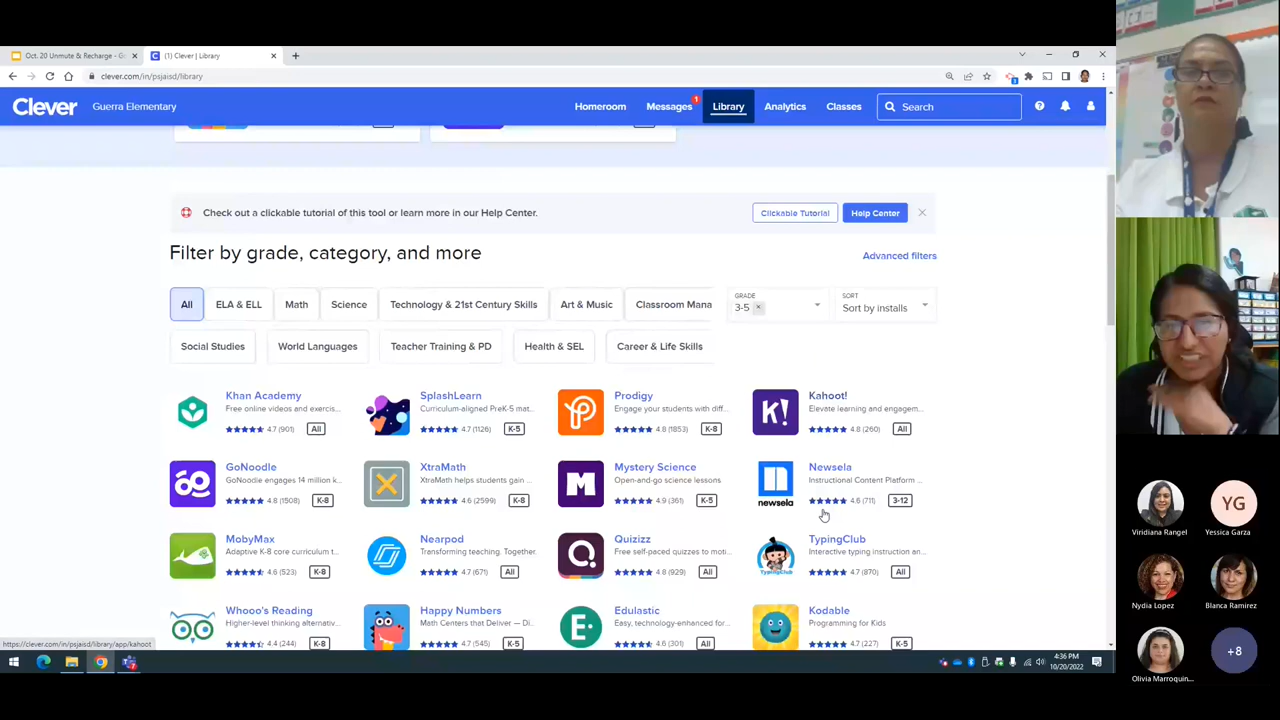 Oct. 20 Unmute & Recharge - Go
(1) Clever | Library
clever.com/in/psjaisd/library
Clever
Guerra Elementary
Homeroom
Messages
1
Library
Analytics
Classes
Search
Check out a clickable tutorial of this tool or learn more in our Help Center.
Clickable Tutorial
Help Center
Filter by grade, category, and more
Advanced filters
All
ELA & ELL
Math
Science
Technology & 21st Century Skills
Art & Music
Classroom Mana
GRADE
3-5
SORT
Sort by installs
Social Studies
World Languages
Teacher Training & PD
Health & SEL
Career & Life Skills
Khan Academy
Free online videos and exercis...
4.7 (901) All
SplashLearn
Curriculum-aligned PreK-5 mat...
4.7 (1126) K-5
Prodigy
Engage your students with diff...
4.8 (1853) K-8
K!
Kahoot!
Elevate learning and engagem...
4.8 (260) All
GoNoodle
GoNoodle engages 14 million k...
4.8 (1508) K-8
XtraMath
XtraMath helps students gain ...
4.6 (2599) K-8
M
Mystery Science
Open-and-go science lessons
4.9 (361) K-5
newsela
Newsela
Instructional Content Platform ...
4.6 (711) 3-12
MobyMax
Adaptive K-8 core curriculum t...
4.6 (523) K-8
Nearpod
Transforming teaching. Together.
4.7 (671) All
Quizizz
Free self-paced quizzes to moti...
4.8 (929) All
TypingClub
TypingClub
Interactive typing instruction an...
4.7 (870) All
Whooo's Reading
Higher-level thinking alternativ...
4.4 (244) K-8
Happy Numbers
Math Centers that Deliver — Di...
4.7 (545) K-5
E
Edulastic
Easy, technology-enhanced for...
4.6 (301) All
Kodable
Programming for Kids
4.7 (227) K-5
https://clever.com/in/psjaisd/library/app/kahoot
4:36 PM
10/20/2022
Viridiana Rangel
YG
Yessica Garza
Nydia Lopez
Blanca Ramirez
Olivia Marroquin...
+8